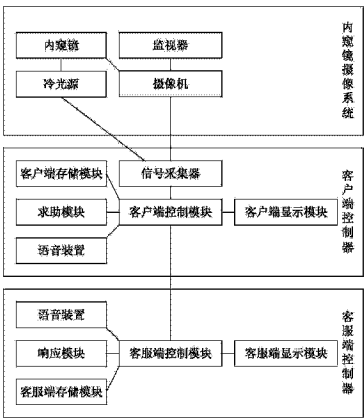 内窥镜
监视器
冷光源
摄像机
内窥镜摄像系统
客户端存储模块
信号采集器
求助模块
客户端控制模块
客户端显示模块
语音装置
客户端控制器
语音装置
响应模块
客服端控制模块
客服端显示模块
客服端存储模块
客服端控制器